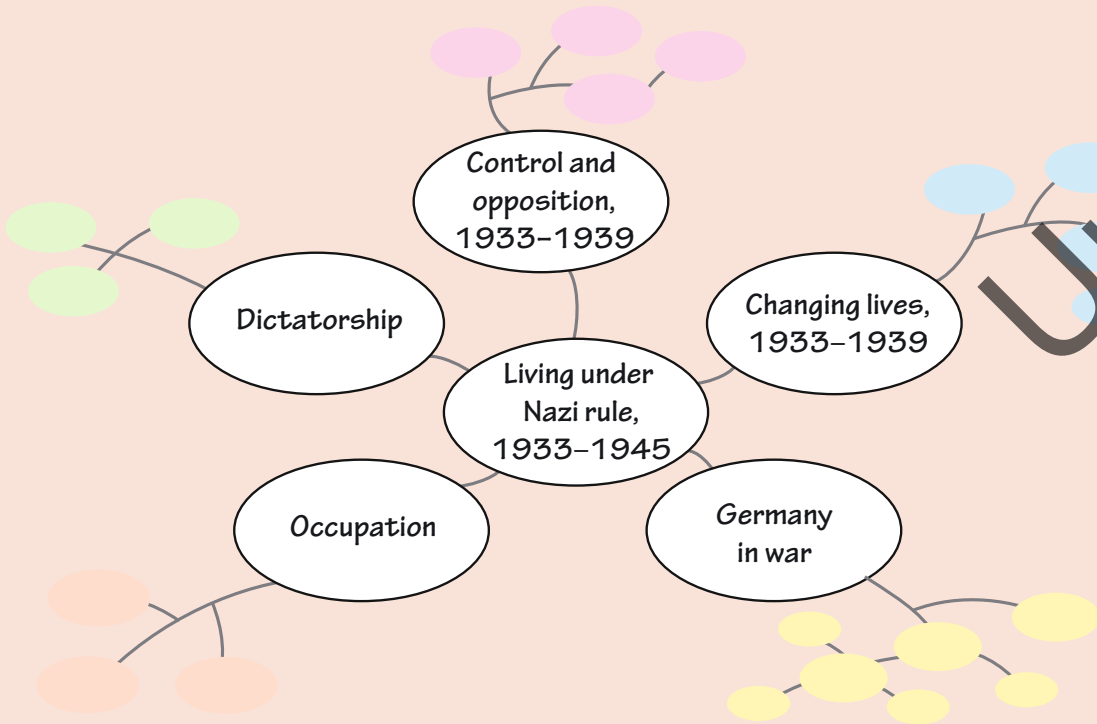 Control and
opposition,
1933–1939
Dictatorship
Changing lives,
1933–1939
Living under
Nazi rule,
1933–1945
Occupation
Germany
in war